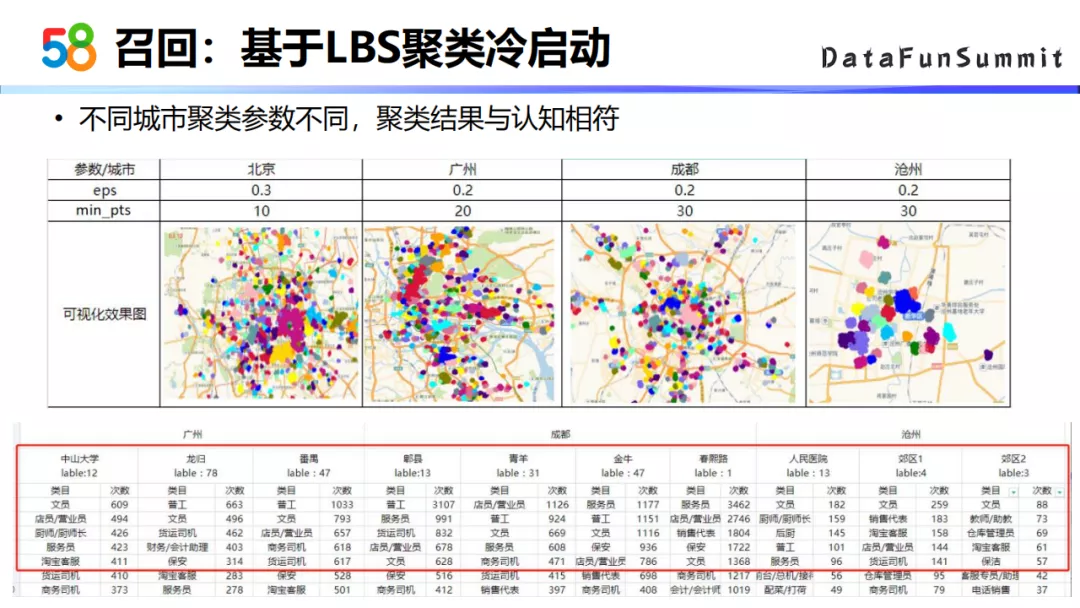 58 召回：基于LBS聚类冷启动
DataFunSummit
• 不同城市聚类参数不同，聚类结果与认知相符
参数/城市 北京 广州 成都 沧州
eps 0.3 0.2 0.2 0.2
min_pts 10 20 30 30
可视化效果图
广州 成都 沧州
中山大学 龙归 番禺 郫县 青羊 金牛 春熙路 人民医院 郊区1 郊区2
lable:12 lable：78 lable：47 lable:13 lable：31 lable：47 lable：1 lable：13 lable:4 lable:3
类目 次数 类目 次数 类目 次数 类目 次数 类目 次数 类目 次数 类目 次数 类目 次数 类目 次数 类目 次数
文员 609 普工 663 普工 1033 普工 3107 店员/营业员 1126 服务员 1177 服务员 3462 文员 182 文员 259 文员 88
店员/营业员 494 文员 496 文员 793 服务员 991 普工 924 普工 1151 店员/营业员 2746 厨师/厨师长 159 销售代表 183 教师/助教 73
厨师/厨师长 426 货运司机 462 店员/营业员 657 货运司机 832 文员 669 文员 1116 销售代表 1804 后厨 145 淘宝客服 158 仓库管理员 69
服务员 423 财务/会计助理 403 商务司机 618 店员/营业员 678 服务员 608 保安 936 保安 1722 普工 101 店员/营业员 144 淘宝客服 61
淘宝客服 411 保安 314 货运司机 617 文员 628 商务司机 471 店员/营业员 786 文员 1368 服务员 96 货运司机 141 保洁 57
货运司机 410 淘宝客服 283 保安 528 保安 516 货运司机 415 销售代表 698 商务司机 1217 前台/总机/接待 56 仓库管理员 95 客服专员/助理 42
商务司机 373 服务员 278 淘宝客服 501 商务司机 412 销售代表 397 商务司机 408 会计/会计师 1019 配菜/打荷 49 商务司机 79 电话销售 37